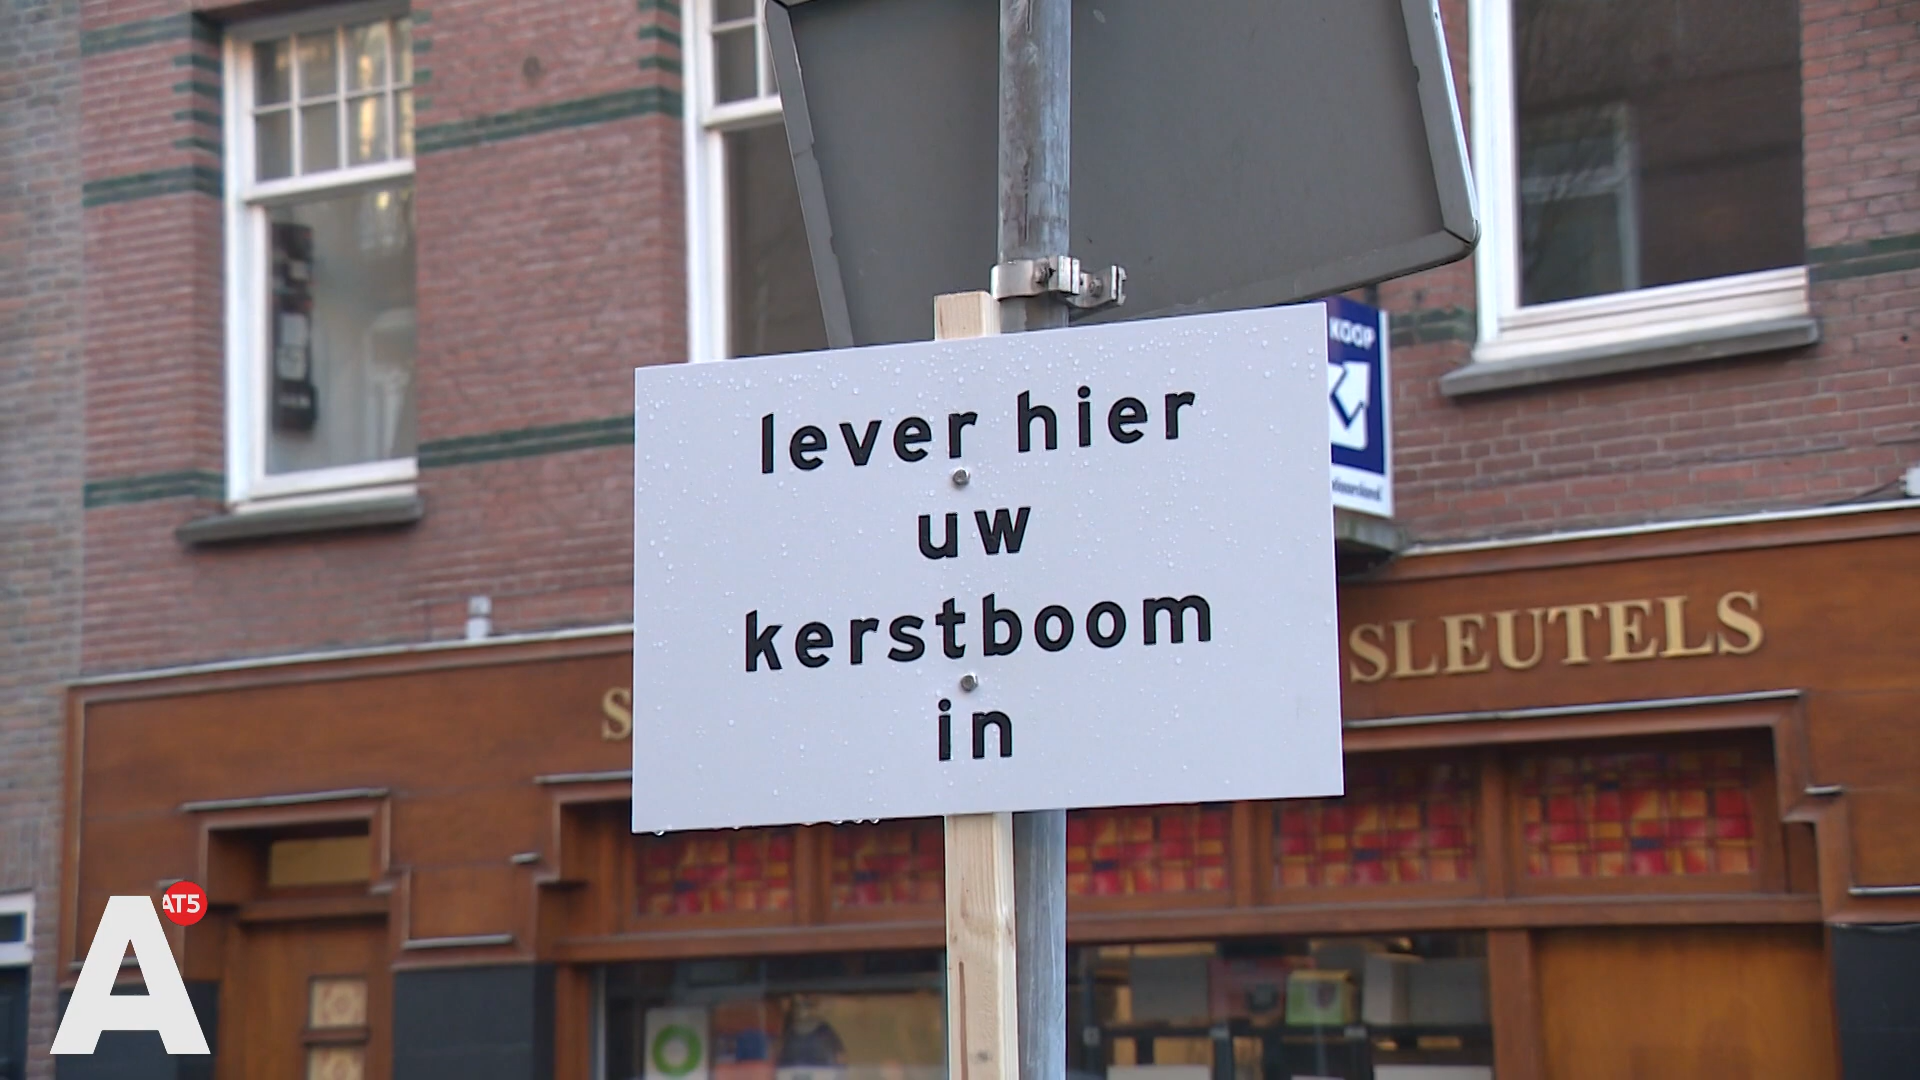 KOOP
lever hier
uw
kerstboom
in
SLEUTELS
AT5
A